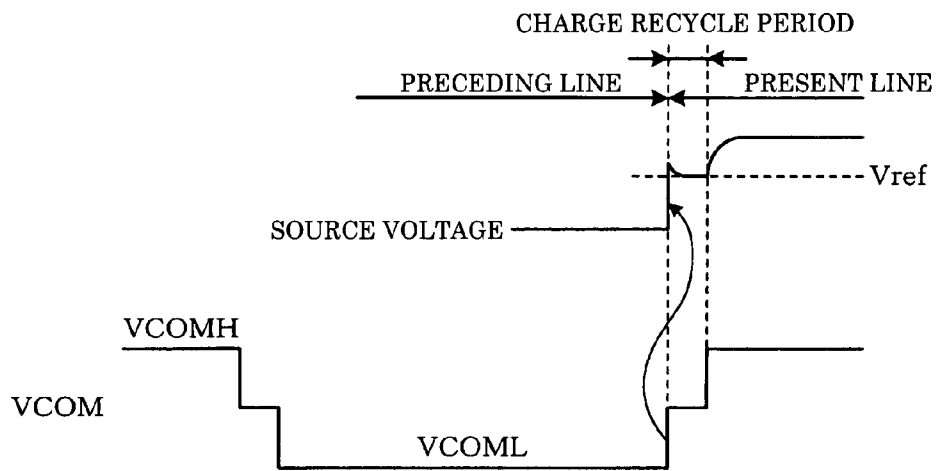 CHARGE RECYCLE PERIOD
PRECEDING LINE
PRESENT LINE
Vref
SOURCE VOLTAGE
VCOMH
VCOM
VCOML